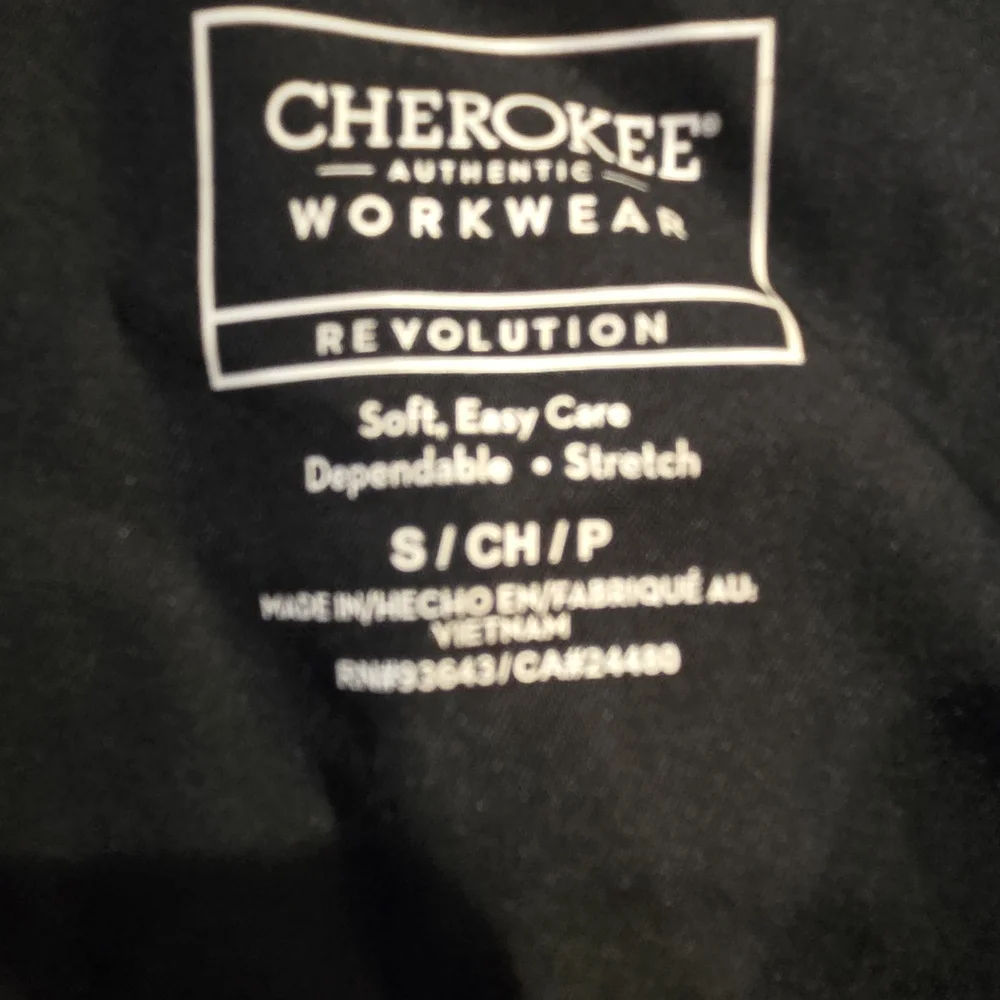 CHEROKEE®
AUTHENTIC
WORKWEAR
REVOLUTION
Soft, Easy Care
Dependable • Stretch
S / CH / P
MADE IN/HECHO EN/FABRIQUÉ AU:
VIETNAM
RN#93643/CA#24480